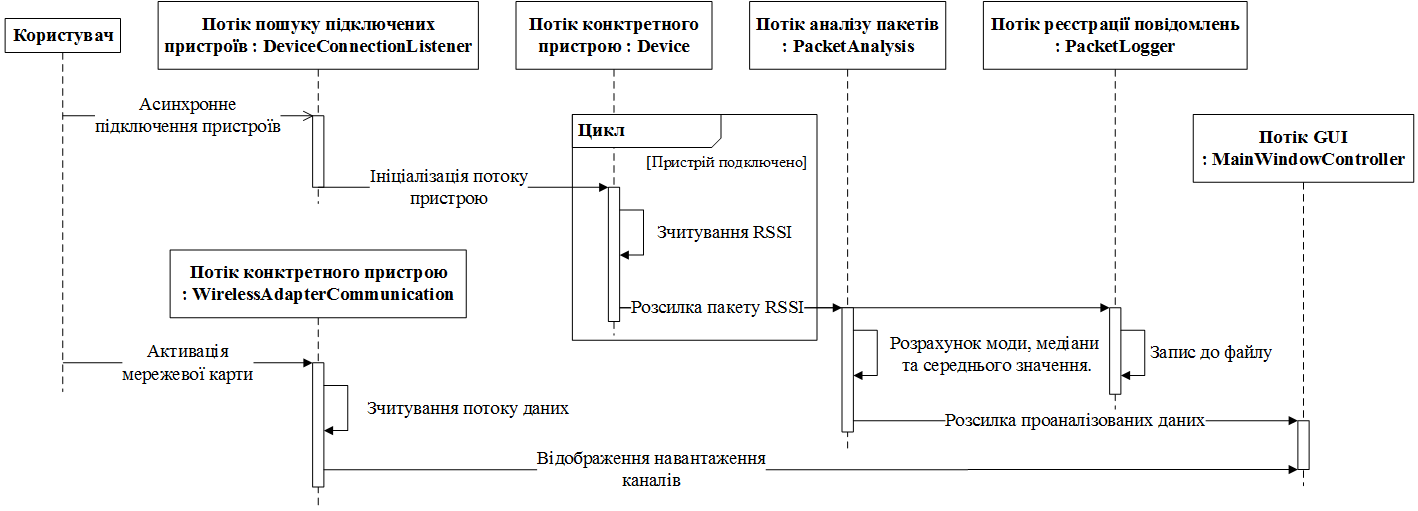 Користувач
Потік пошуку підключених
пристроїв : DeviceConnectionListener
Потік конктретного
пристрою : Device
Потік аналізу пакетів
: PacketAnalysis
Потік реєстрації повідомлень
: PacketLogger
Асинхронне
підключення пристроїв
Цикл
[Пристрій подключено]
Потік GUI
: MainWindowController
Ініціалізація потоку
пристрою
Зчитування RSSI
Потік конктретного пристрою
: WirelessAdapterCommunication
Розсилка пакету RSSI
Активація
мережевої карти
Розрахунок моди, медіани
та середнього значення.
Запис до файлу
Зчитування потоку даних
Розсилка проаналізованих даних
Відображення навантаження
каналів